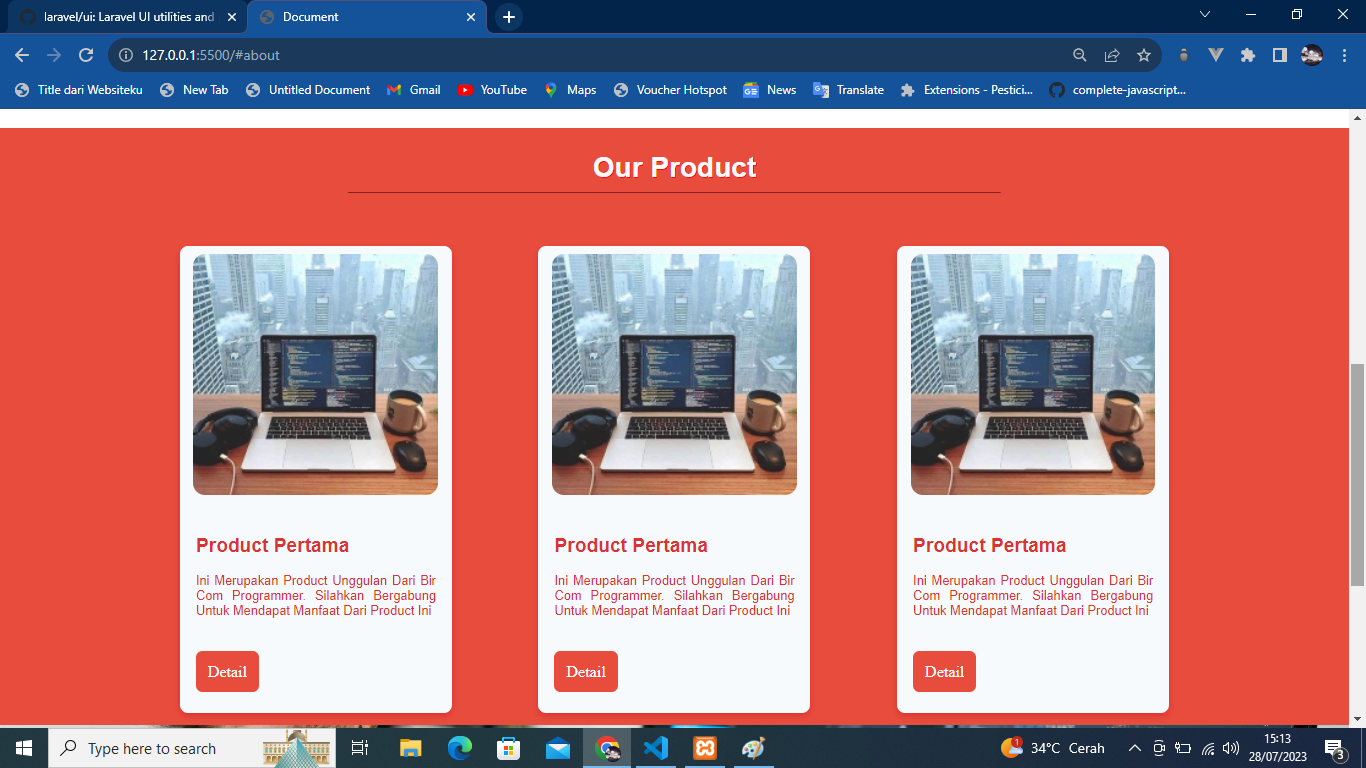 laravel/ui: Laravel UI utilities and
Document
127.0.0.1:5500/#about
Title dari Websiteku
New Tab
Untitled Document
Gmail
YouTube
Maps
Voucher Hotspot
News
Translate
Extensions - Pestici...
complete-javascript...
Our Product
Product Pertama
Ini Merupakan Product Unggulan Dari Bir
Com Programmer. Silahkan Bergabung
Untuk Mendapat Manfaat Dari Product Ini
Detail
Product Pertama
Ini Merupakan Product Unggulan Dari Bir
Com Programmer. Silahkan Bergabung
Untuk Mendapat Manfaat Dari Product Ini
Detail
Product Pertama
Ini Merupakan Product Unggulan Dari Bir
Com Programmer. Silahkan Bergabung
Untuk Mendapat Manfaat Dari Product Ini
Detail
Type here to search
1
34°C Cerah
15:13
28/07/2023
3